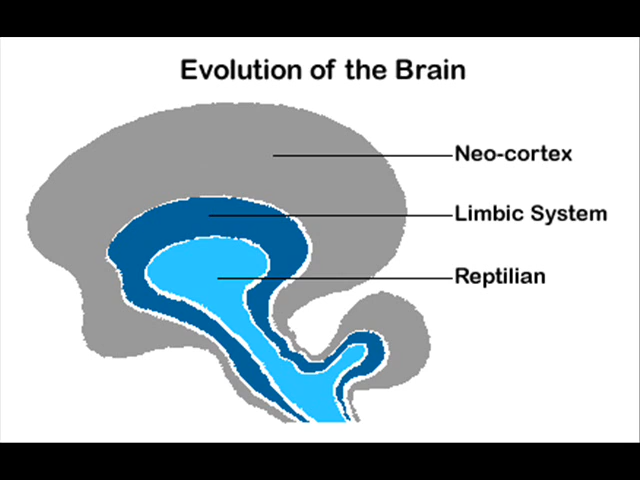 Evolution of the Brain
Neo-cortex
Limbic System
Reptilian